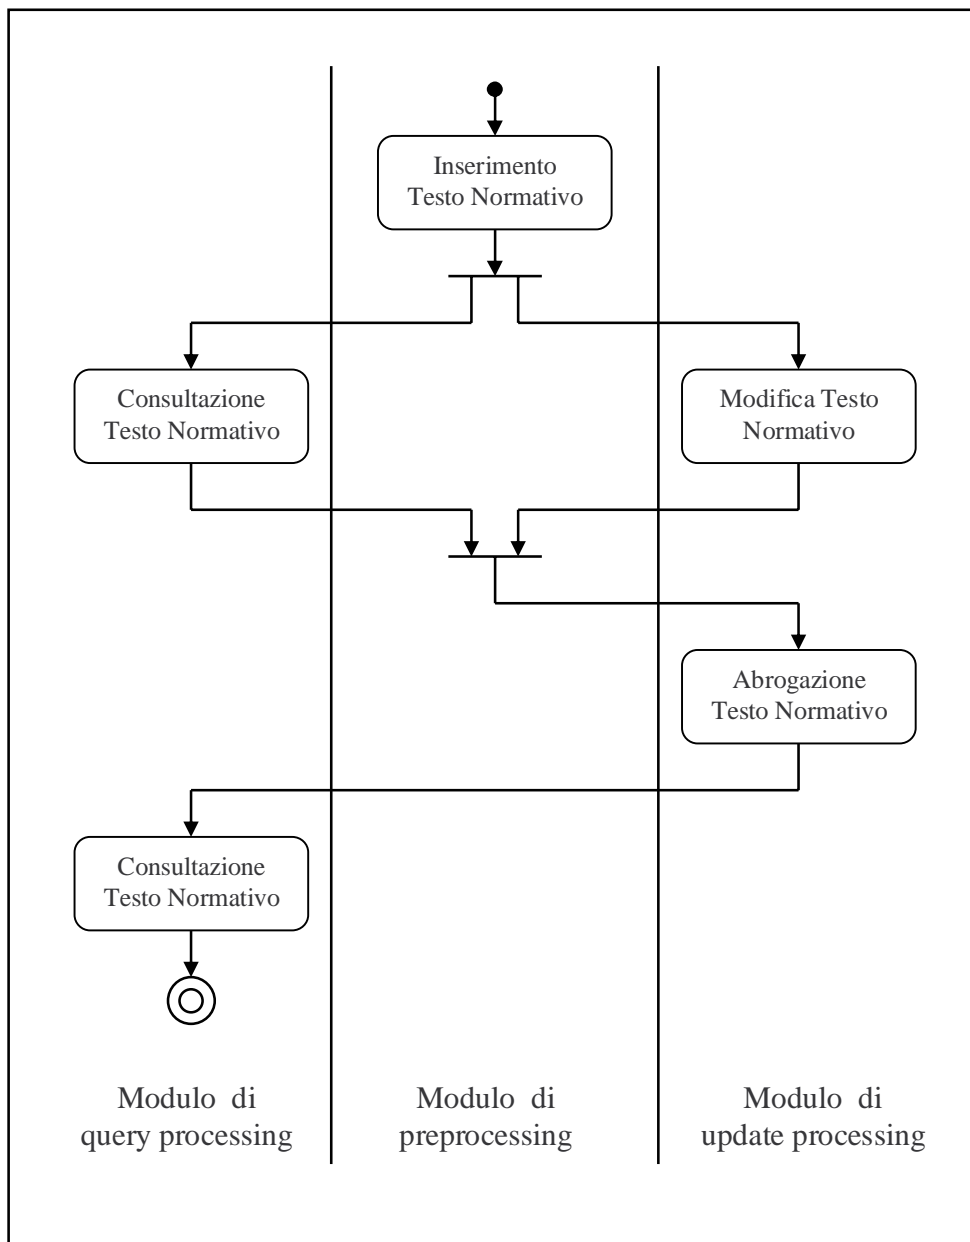 Inserimento
Testo Normativo
Consultazione
Testo Normativo
Modifica Testo
Normativo
Abrogazione
Testo Normativo
Consultazione
Testo Normativo
Modulo di
query processing
Modulo di
preprocessing
Modulo di
update processing